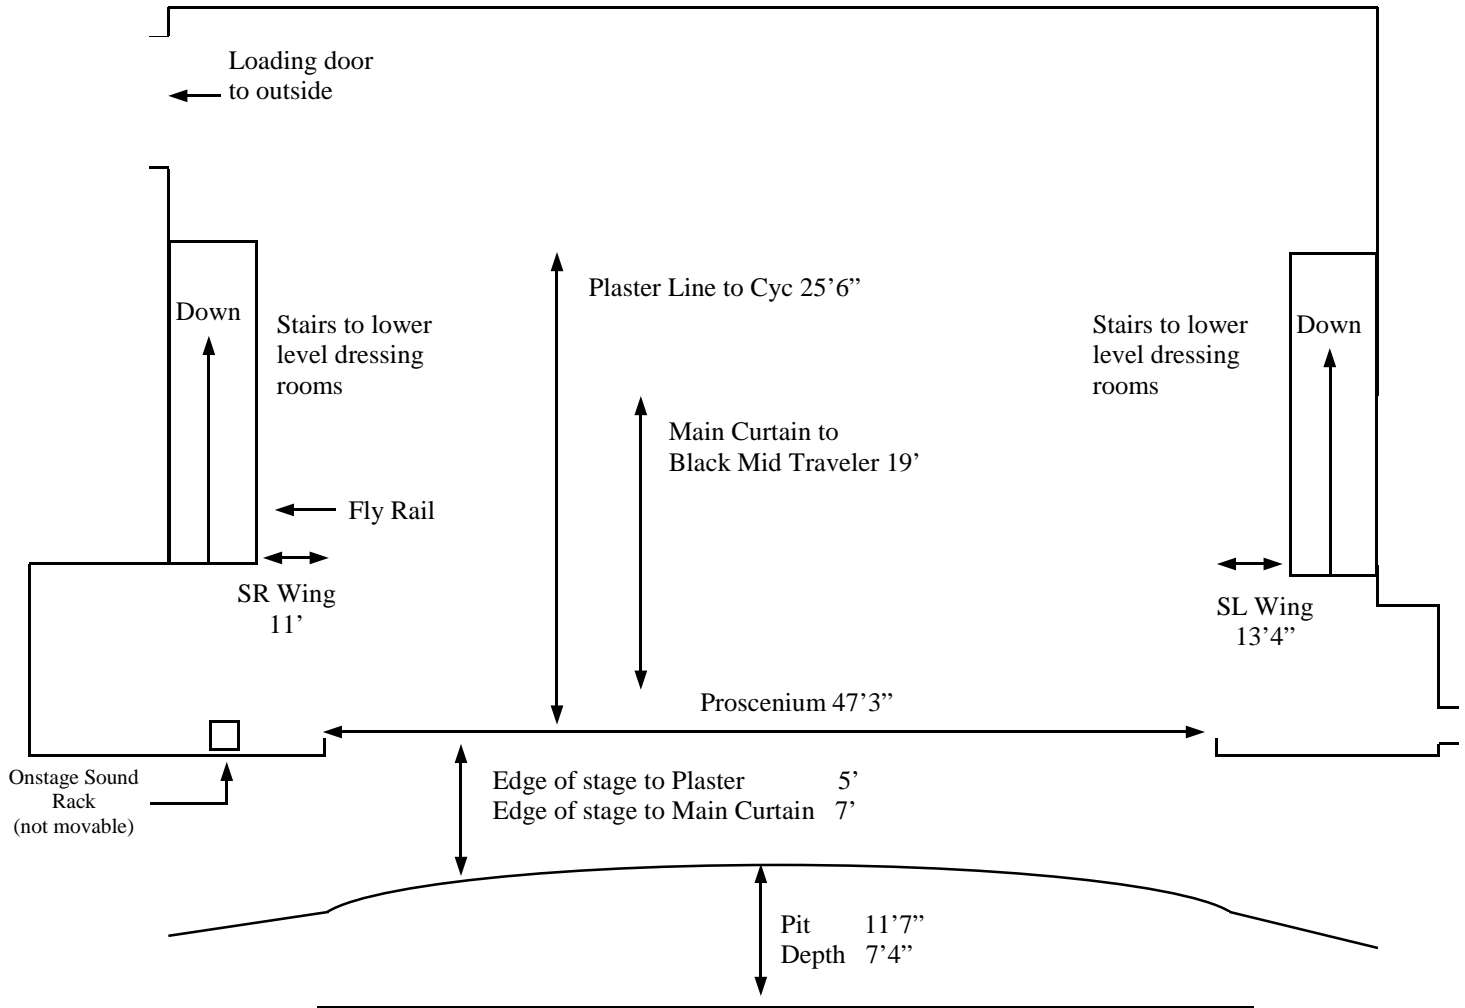 Loading door
to outside
Plaster Line to Cyc 25’6”
Down
Stairs to lower
level dressing
rooms
Stairs to lower
level dressing
rooms
Down
Main Curtain to
Black Mid Traveler 19’
Fly Rail
SR Wing
11’
SL Wing
13’4”
Proscenium 47’3”
Onstage Sound
Rack
(not movable)
Edge of stage to Plaster 5’
Edge of stage to Main Curtain 7’
Pit 11’7”
Depth 7’4”